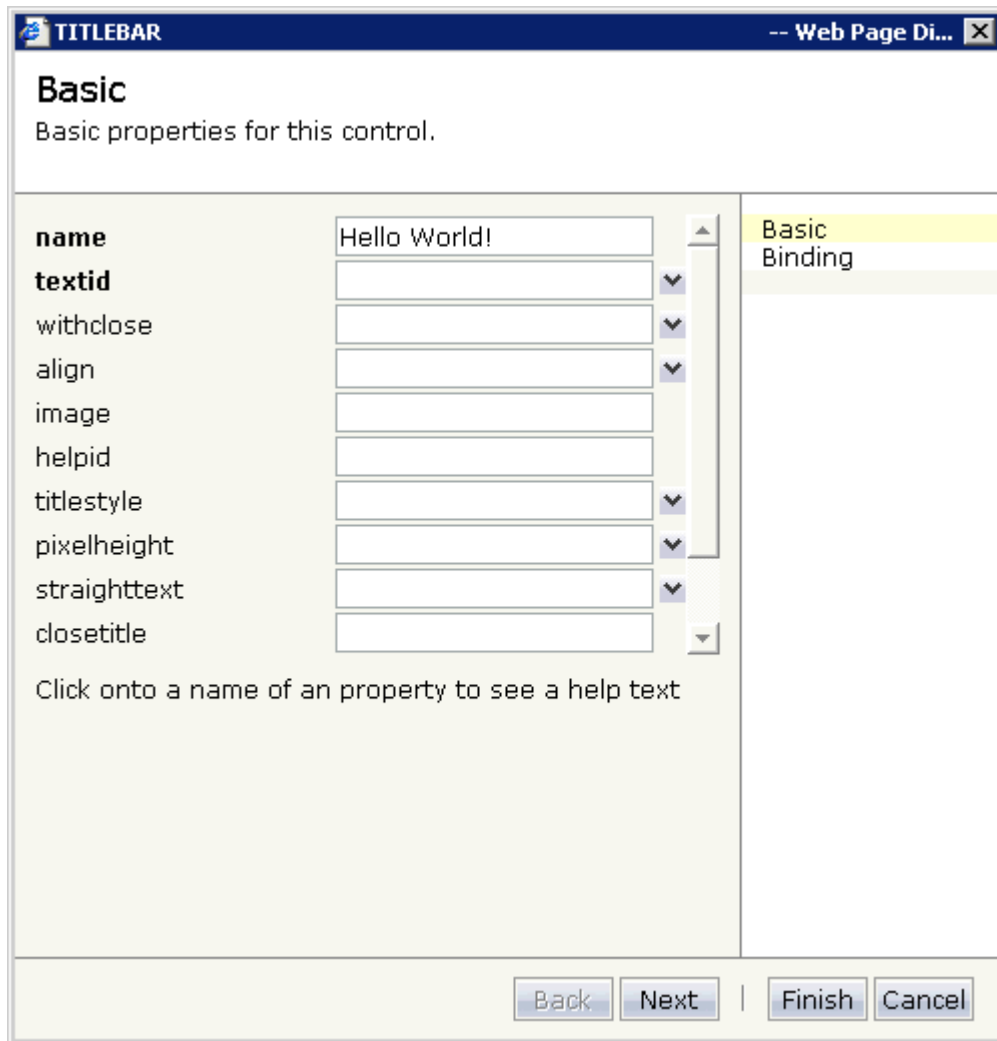 TITLEBAR -- Web Page Di...
Basic
Basic properties for this control.
name Hello World!
textid
withclose
align
image
helpid
titlestyle
pixelheight
straighttext
closetitle
Click onto a name of an property to see a help text
Basic
Binding
Back Next | Finish Cancel